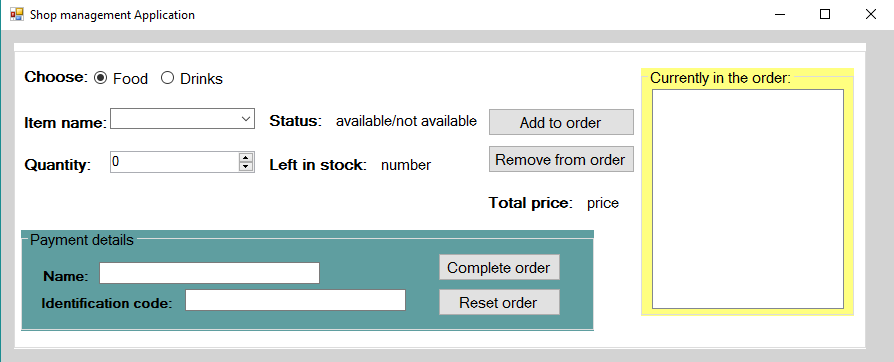 Shop management Application
Choose: Food Drinks
Currently in the order:
Item name: Status: available/not available Add to order
Quantity: 0 Left in stock: number Remove from order
Total price: price
Payment details
Name: Complete order
Identification code: Reset order